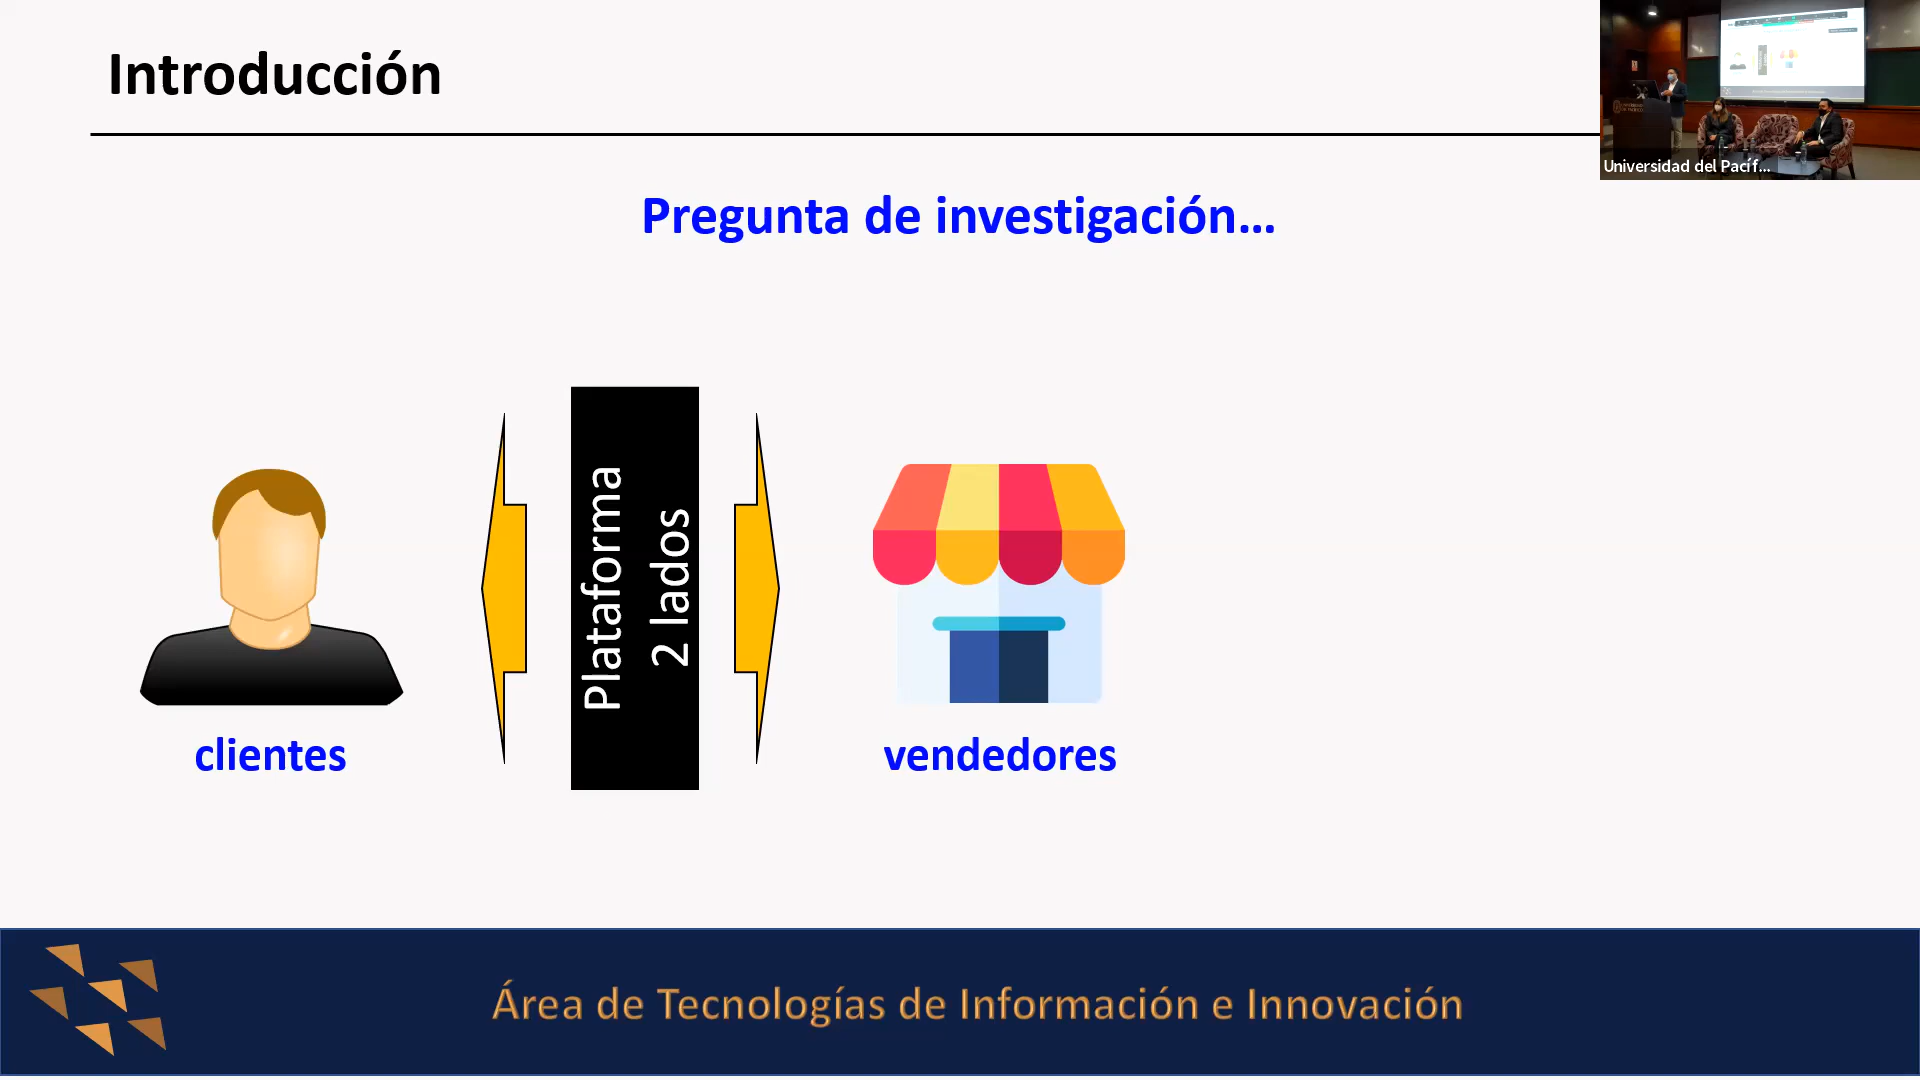 Introducción
Universidad del Pacíf...
Pregunta de investigación...
Plataforma
2 lados
clientes
vendedores
Área de Tecnologías de Información e Innovación